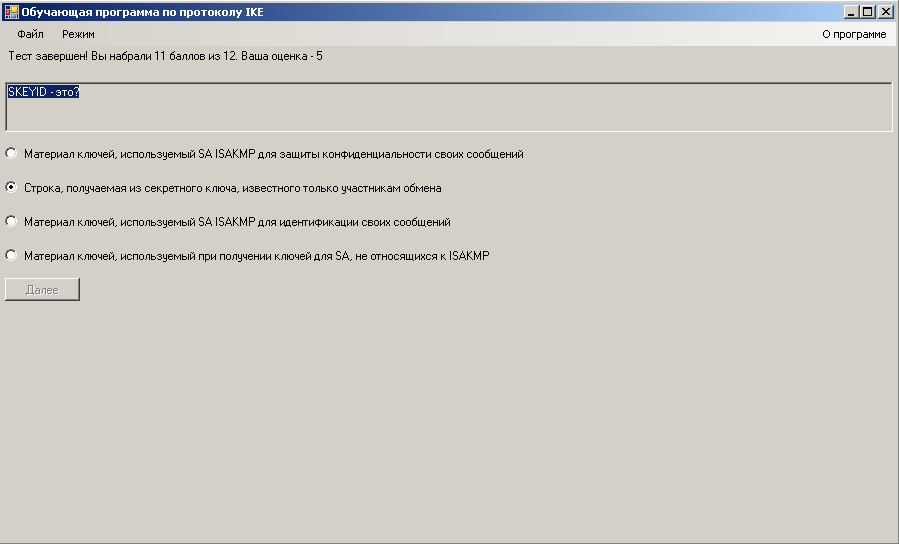 Обучающая программа по протоколу IKE
Файл Режим О программе
Тест завершен! Вы набрали 11 баллов из 12. Ваша оценка - 5
SKEYID - это?
Материал ключей, используемый SA ISAKMP для защиты конфиденциальности своих сообщений
Строка, получаемая из секретного ключа, известного только участникам обмена
Материал ключей, используемый SA ISAKMP для идентификации своих сообщений
Материал ключей, используемый при получении ключей для SA, не относящихся к ISAKMP
Далее